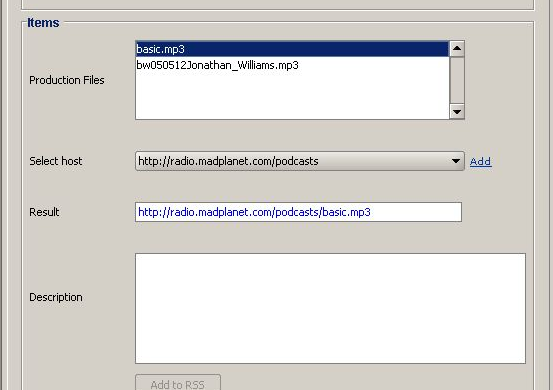 Items
basic.mp3
Production Files
bw050512Jonathan_Williams.mp3
Select host
http://radio.madplanet.com/podcasts
Add
Result
http://radio.madplanet.com/podcasts/basic.mp3
Description
Add to RSS